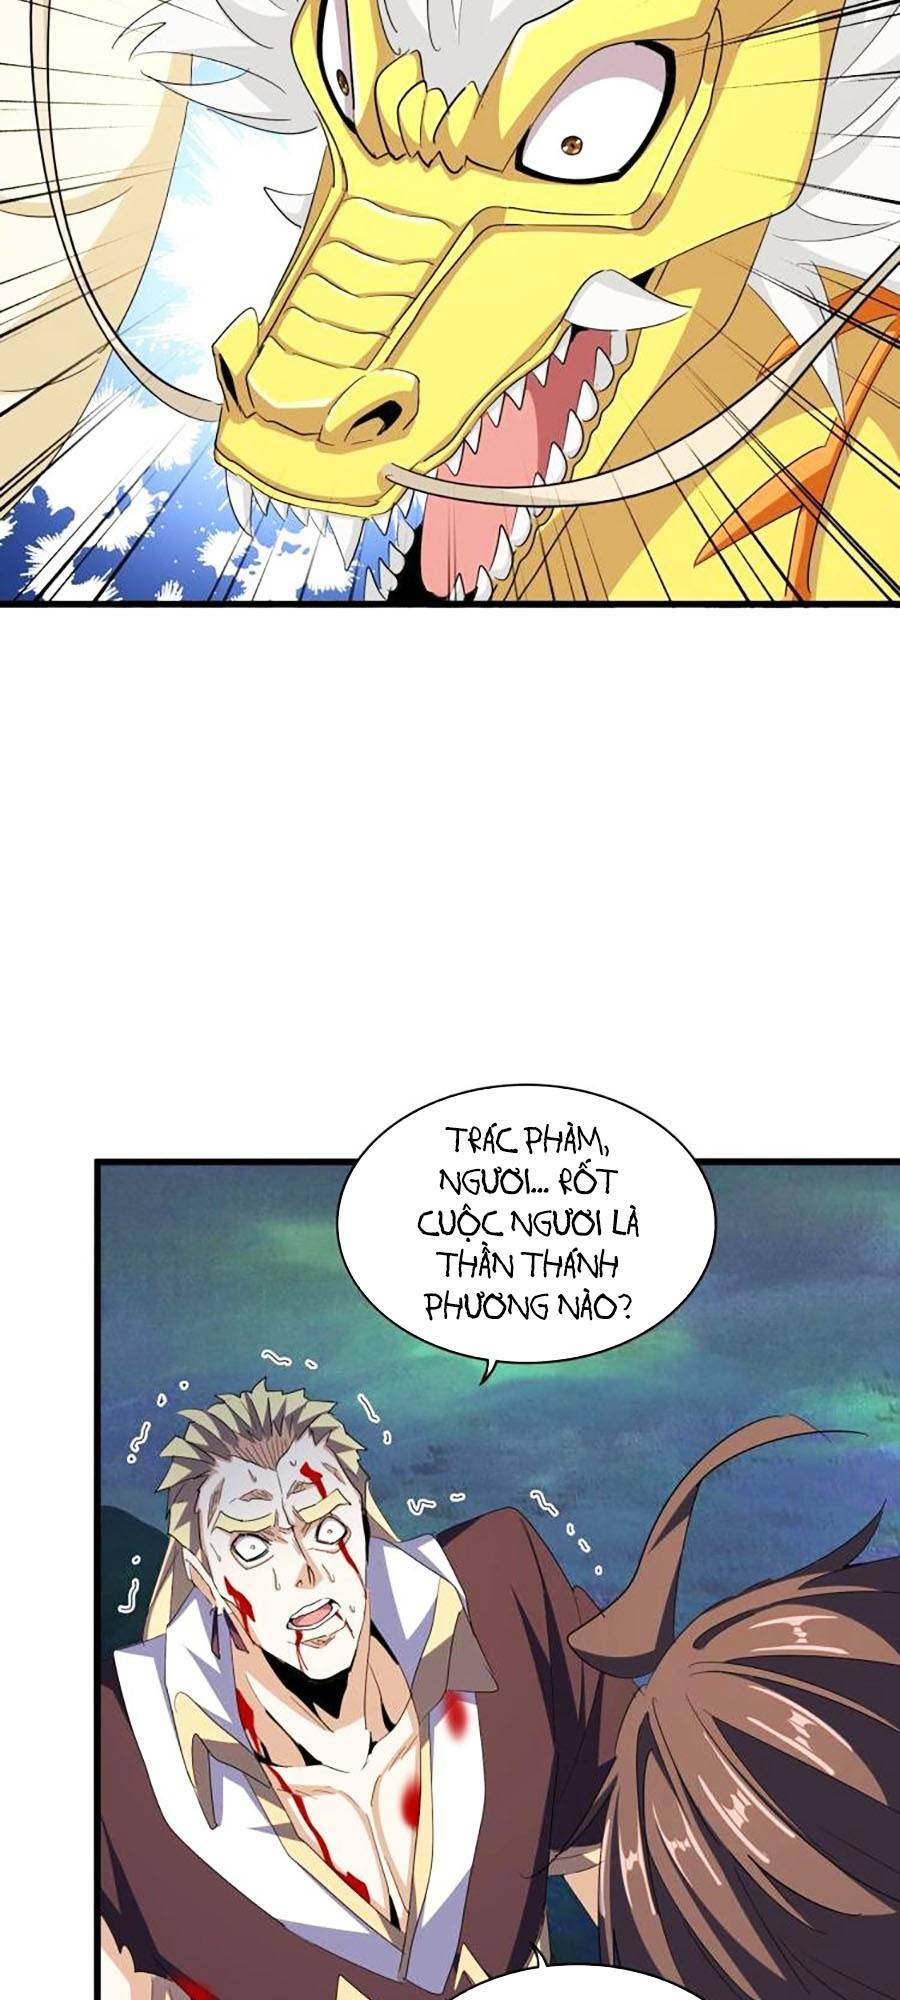 TRÁC PHÀM,
NGƯƠI... RỐT
CUỘC NGƯƠI LÀ
THẦN THÁNH
PHƯƠNG NÀO?